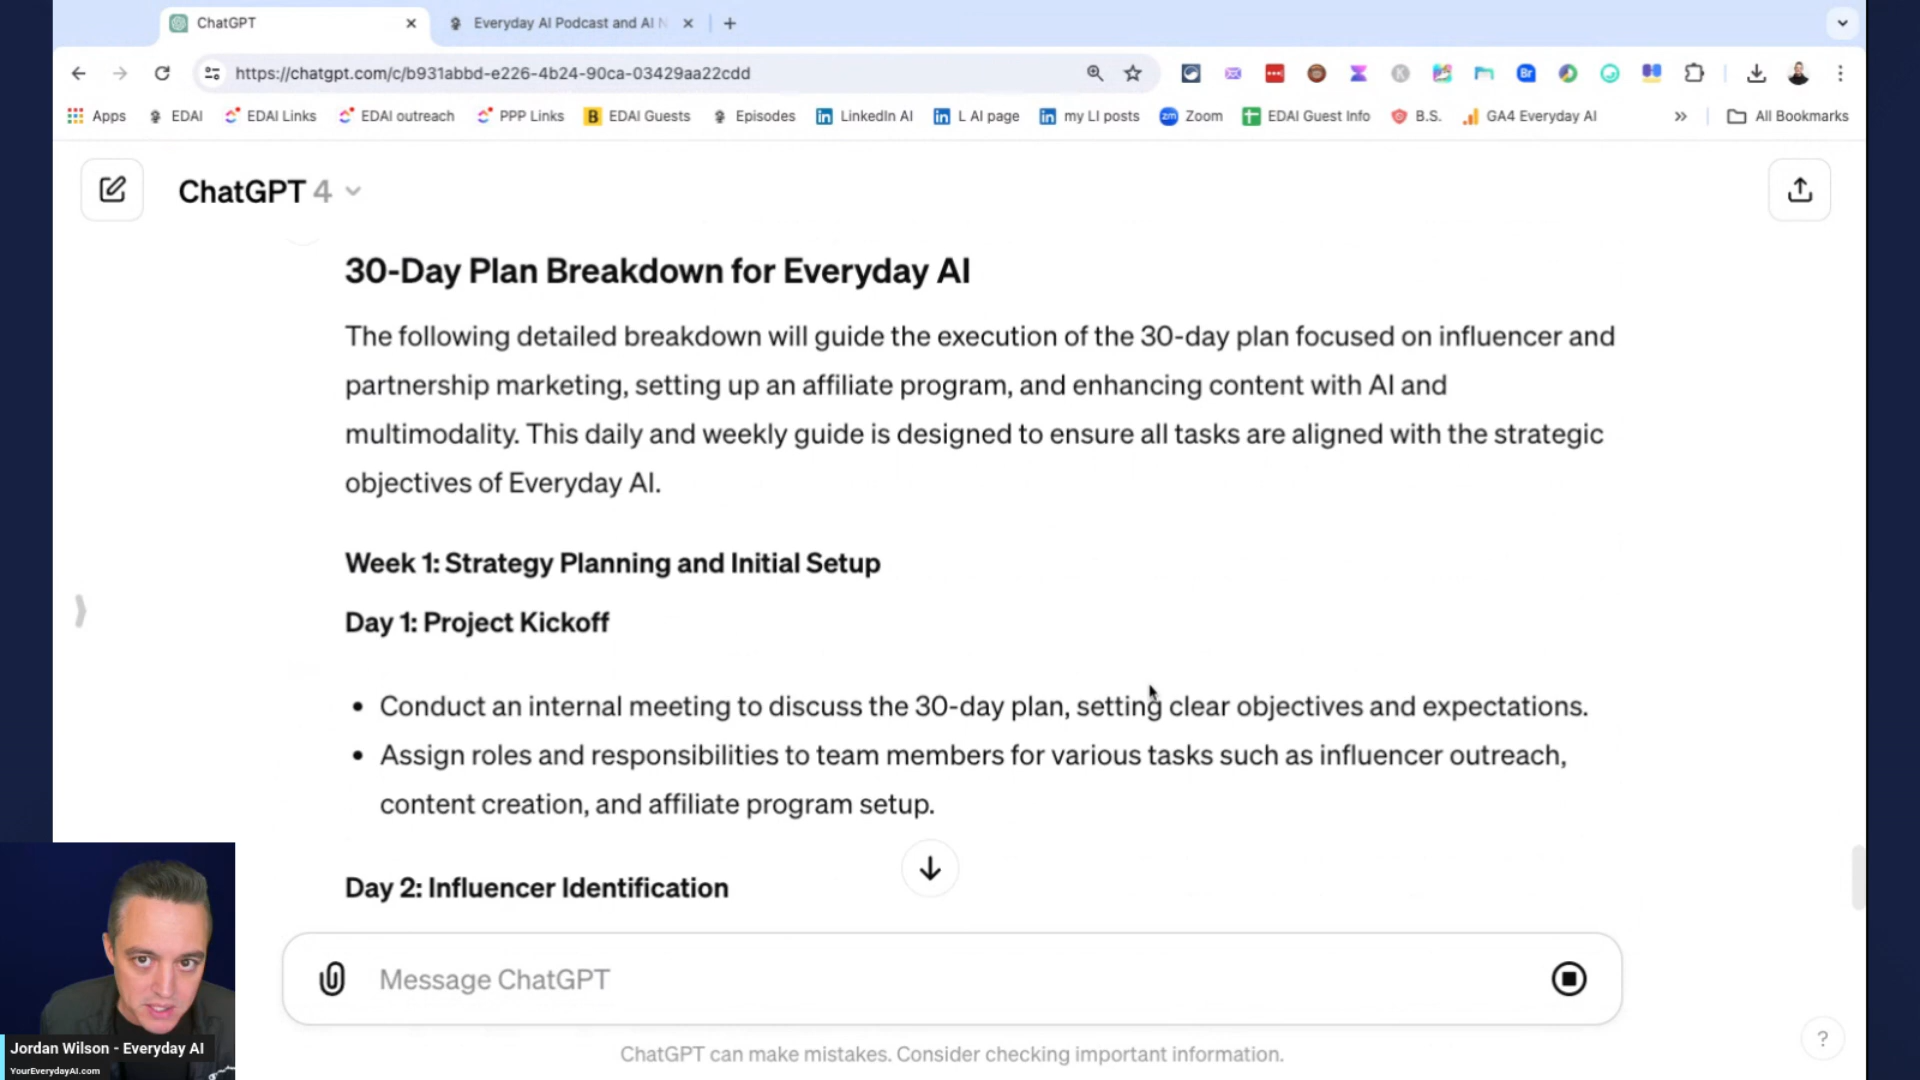 ChatGPT
Everyday AI Podcast and AI N
https://chatgpt.com/c/b931abbd-e226-4b24-90ca-03429aa22cdd
Apps EDAI EDAI Links EDAI outreach PPP Links EDAI Guests Episodes LinkedIn AI L AI page my LI posts Zoom EDAI Guest Info B.S. GA4 Everyday AI » All Bookmarks
ChatGPT 4
30-Day Plan Breakdown for Everyday AI
The following detailed breakdown will guide the execution of the 30-day plan focused on influencer and
partnership marketing, setting up an affiliate program, and enhancing content with AI and
multimodality. This daily and weekly guide is designed to ensure all tasks are aligned with the strategic
objectives of Everyday AI.
Week 1: Strategy Planning and Initial Setup
Day 1: Project Kickoff
• Conduct an internal meeting to discuss the 30-day plan, setting clear objectives and expectations.
• Assign roles and responsibilities to team members for various tasks such as influencer outreach,
content creation, and affiliate program setup.
Day 2: Influencer Identification
Message ChatGPT
ChatGPT can make mistakes. Consider checking important information.
?
Jordan Wilson - Everyday AI
YourEverydayAI.com